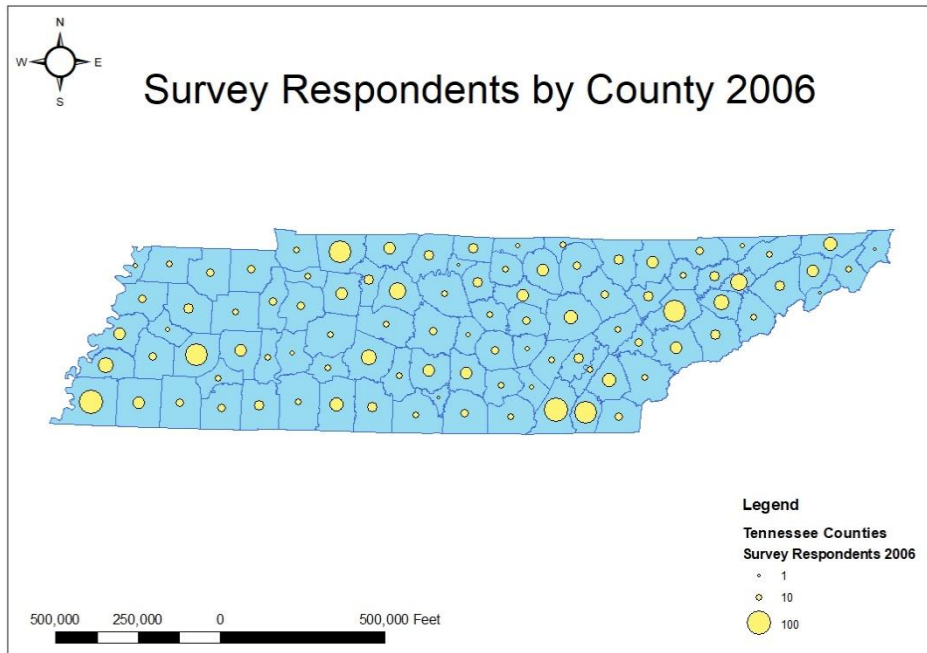 N
W E
S
Survey Respondents by County 2006
Legend
Tennessee Counties
Survey Respondents 2006
1
10
100
500,000 250,000 0 500,000 Feet